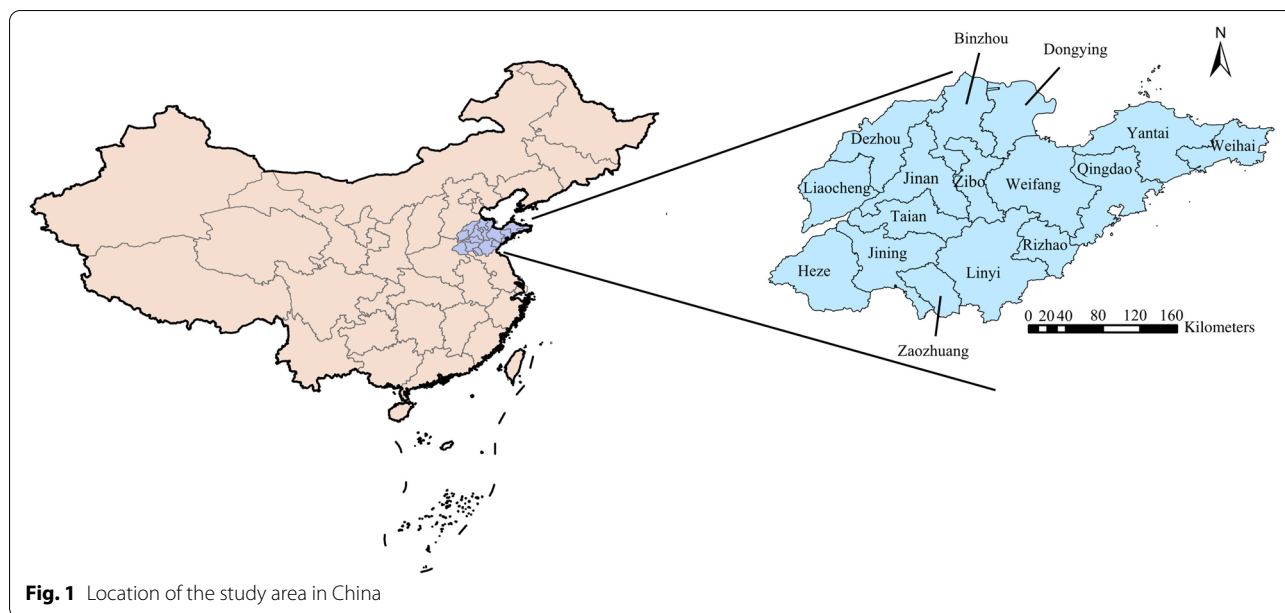 N
Binzhou
Dongying
Dezhou
Yantai
Weihai
Liaocheng
Jinan
Zibo
Weifang
Qingdao
Taian
Rizhao
Heze
Jining
Linyi
0 20 40 80 120 160
Kilometers
Zaozhuang
Fig. 1 Location of the study area in China